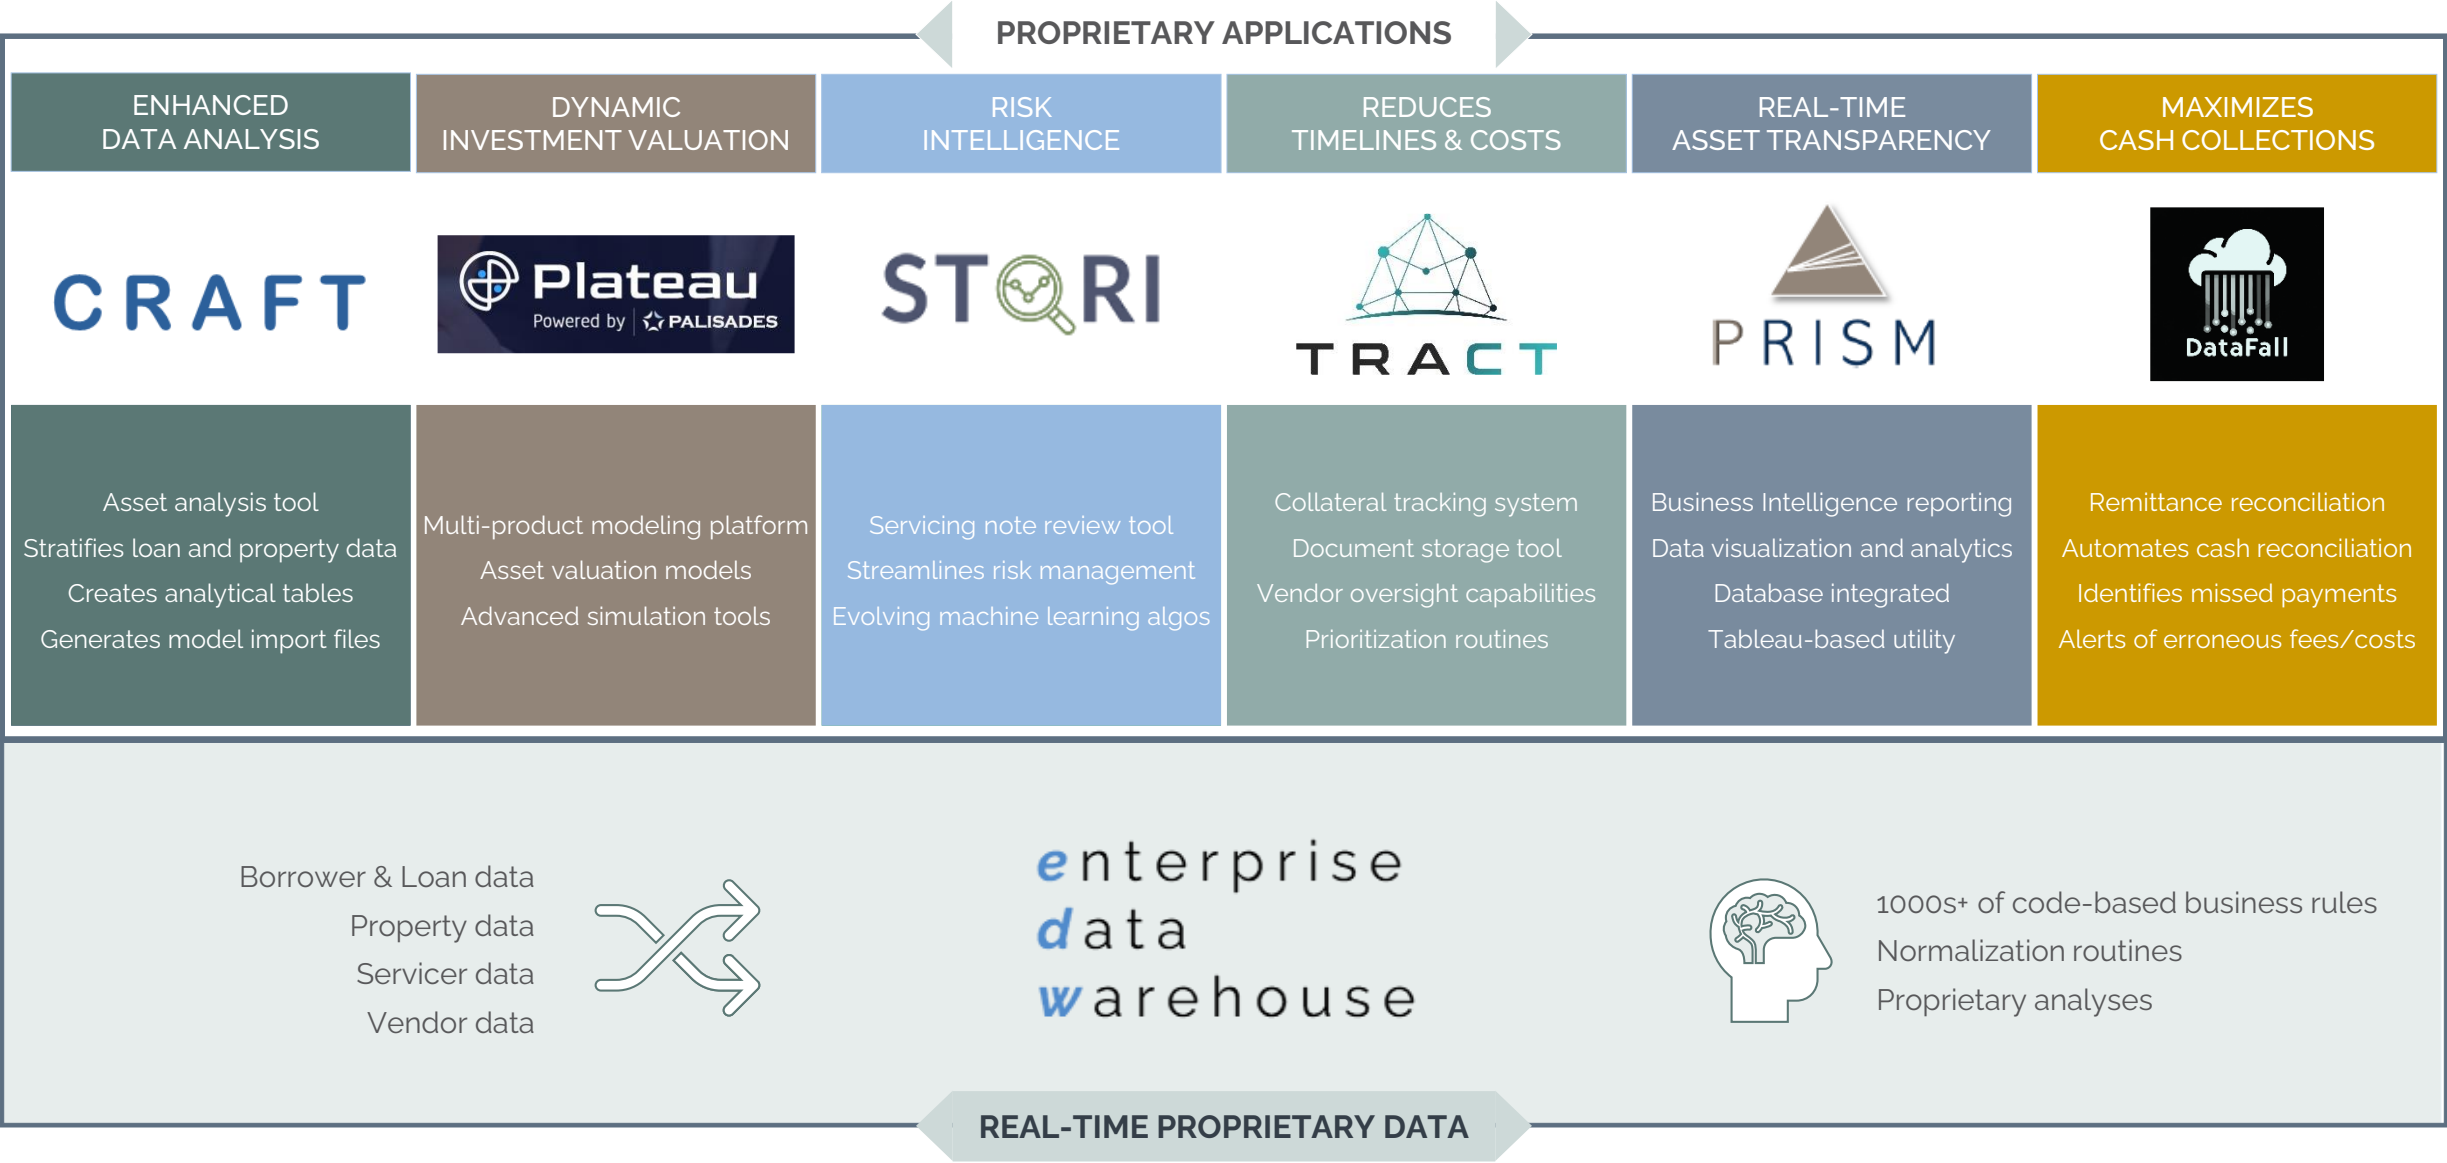 PROPRIETARY APPLICATIONS
ENHANCED
DATA ANALYSIS
CRAFT
Asset analysis tool
Stratifies loan and property data
Creates analytical tables
Generates model import files
DYNAMIC
INVESTMENT VALUATION
Plateau
Powered by PALISADES
Multi-product modeling platform
Asset valuation models
Advanced simulation tools
RISK
INTELLIGENCE
STORI
Servicing note review tool
Streamlines risk management
Evolving machine learning algos
REDUCES
TIMELINES & COSTS
TRACT
Collateral tracking system
Document storage tool
Vendor oversight capabilities
Prioritization routines
REAL-TIME
ASSET TRANSPARENCY
PRISM
Business Intelligence reporting
Data visualization and analytics
Database integrated
Tableau-based utility
MAXIMIZES
CASH COLLECTIONS
DataFall
Remittance reconciliation
Automates cash reconciliation
Identifies missed payments
Alerts of erroneous fees/costs
Borrower & Loan data
Property data
Servicer data
Vendor data
enterprise
data
warehouse
1000s+ of code-based business rules
Normalization routines
Proprietary analyses
REAL-TIME PROPRIETARY DATA